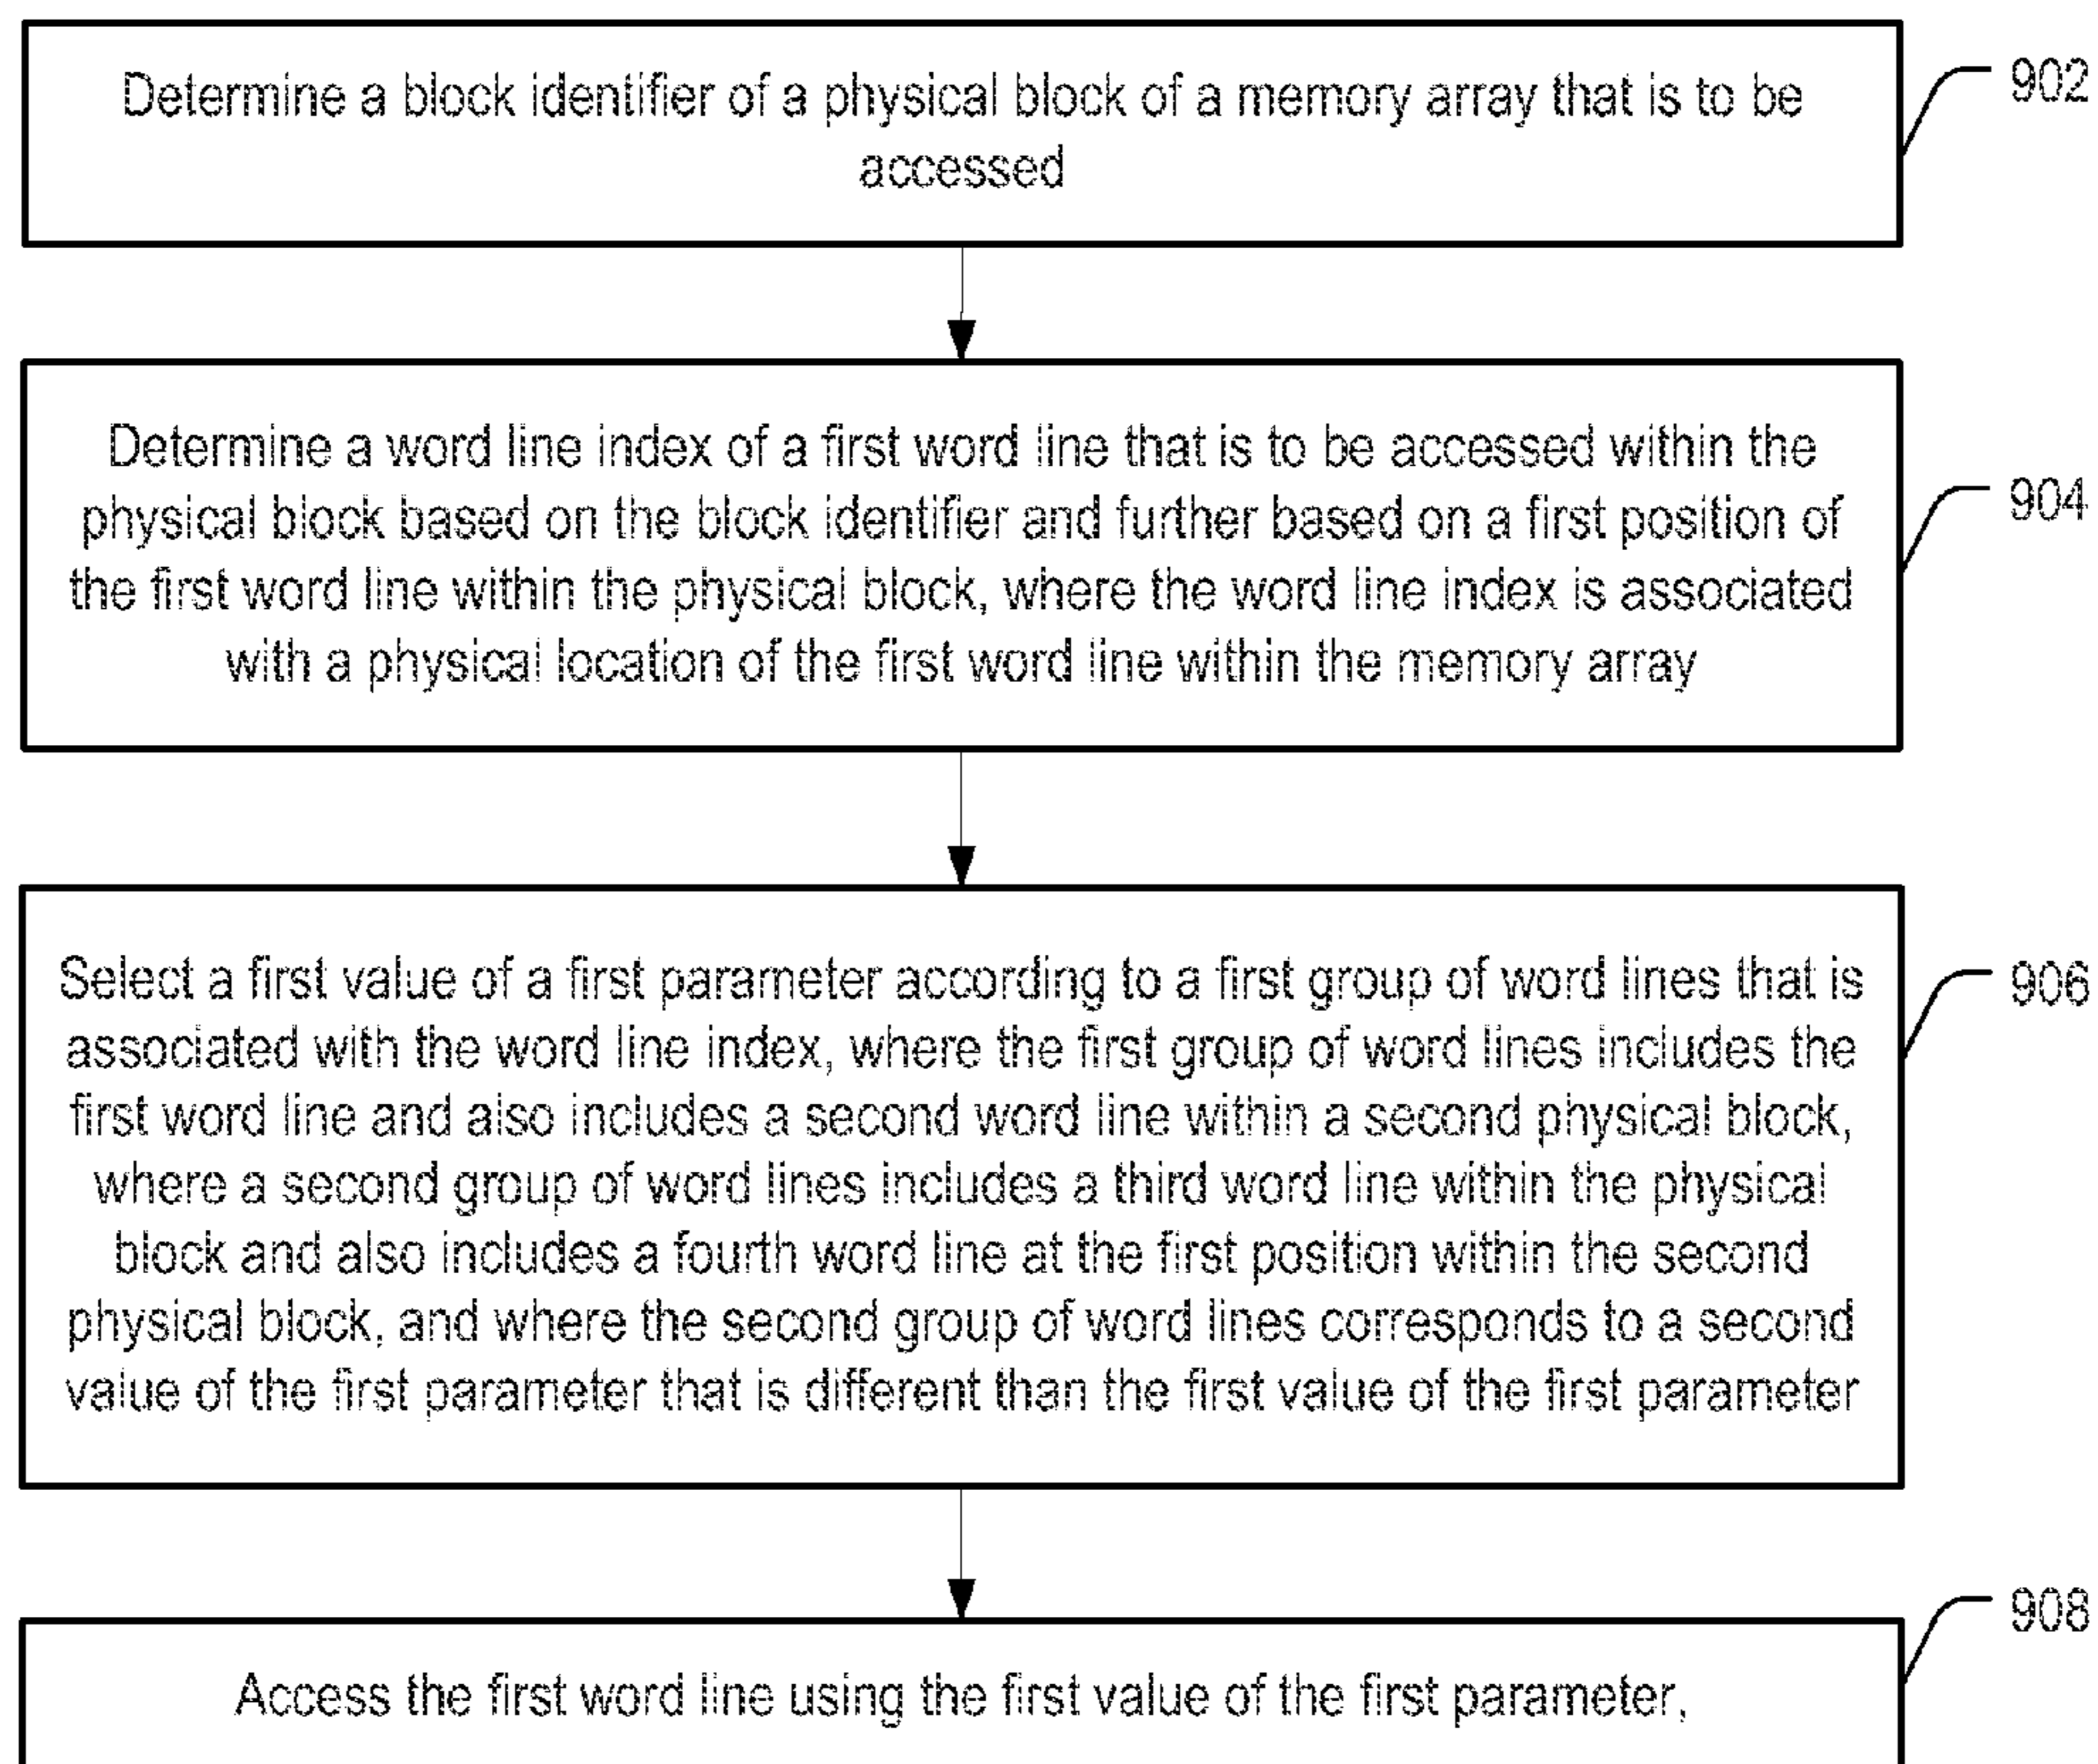 Determine a block identifier of a physical block of a memory array that is to be
accessed
902
Determine a word line index of a first word line that is to be accessed within the
physical block based on the block identifier and further based on a first position of
the first word line within the physical block, where the word line index is associated
with a physical location of the first word line within the memory array
904
Select a first value of a first parameter according to a first group of word lines that is
associated with the word line index, where the first group of word lines includes the
first word line and also includes a second word line within a second physical block,
where a second group of word lines includes a third word line within the physical
block and also includes a fourth word line at the first position within the second
physical block, and where the second group of word lines corresponds to a second
value of the first parameter that is different than the first value of the first parameter
906
Access the first word line using the first value of the first parameter,
908